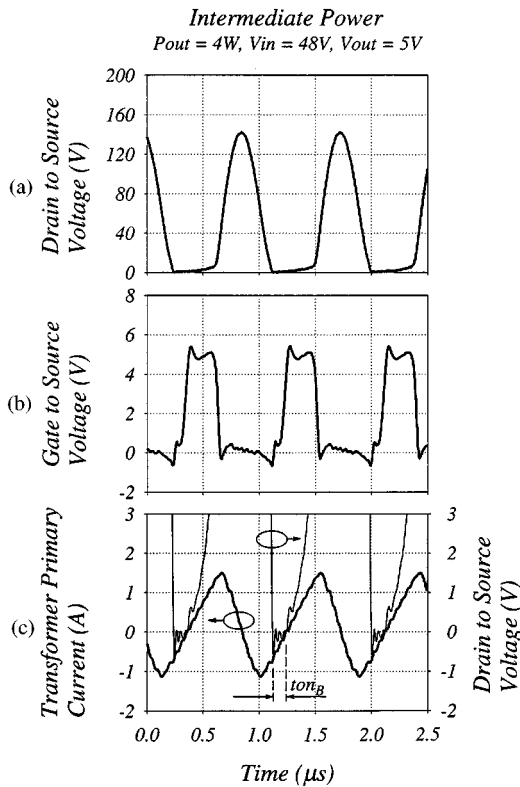 Intermediate Power
Pout = 4W, Vin = 48V, Vout = 5V
(a)
Drain to Source
Voltage (V)
200
160
120
80
40
0
(b)
Gate to Source
Voltage (V)
8
6
4
2
0
-2
(c)
Transformer Primary
Current (A)
3
2
1
0
-1
-2
3
2
1
0
-1
-2
Drain to Source
Voltage (V)
ton_B
0.0 0.5 1.0 1.5 2.0 2.5
Time (μs)